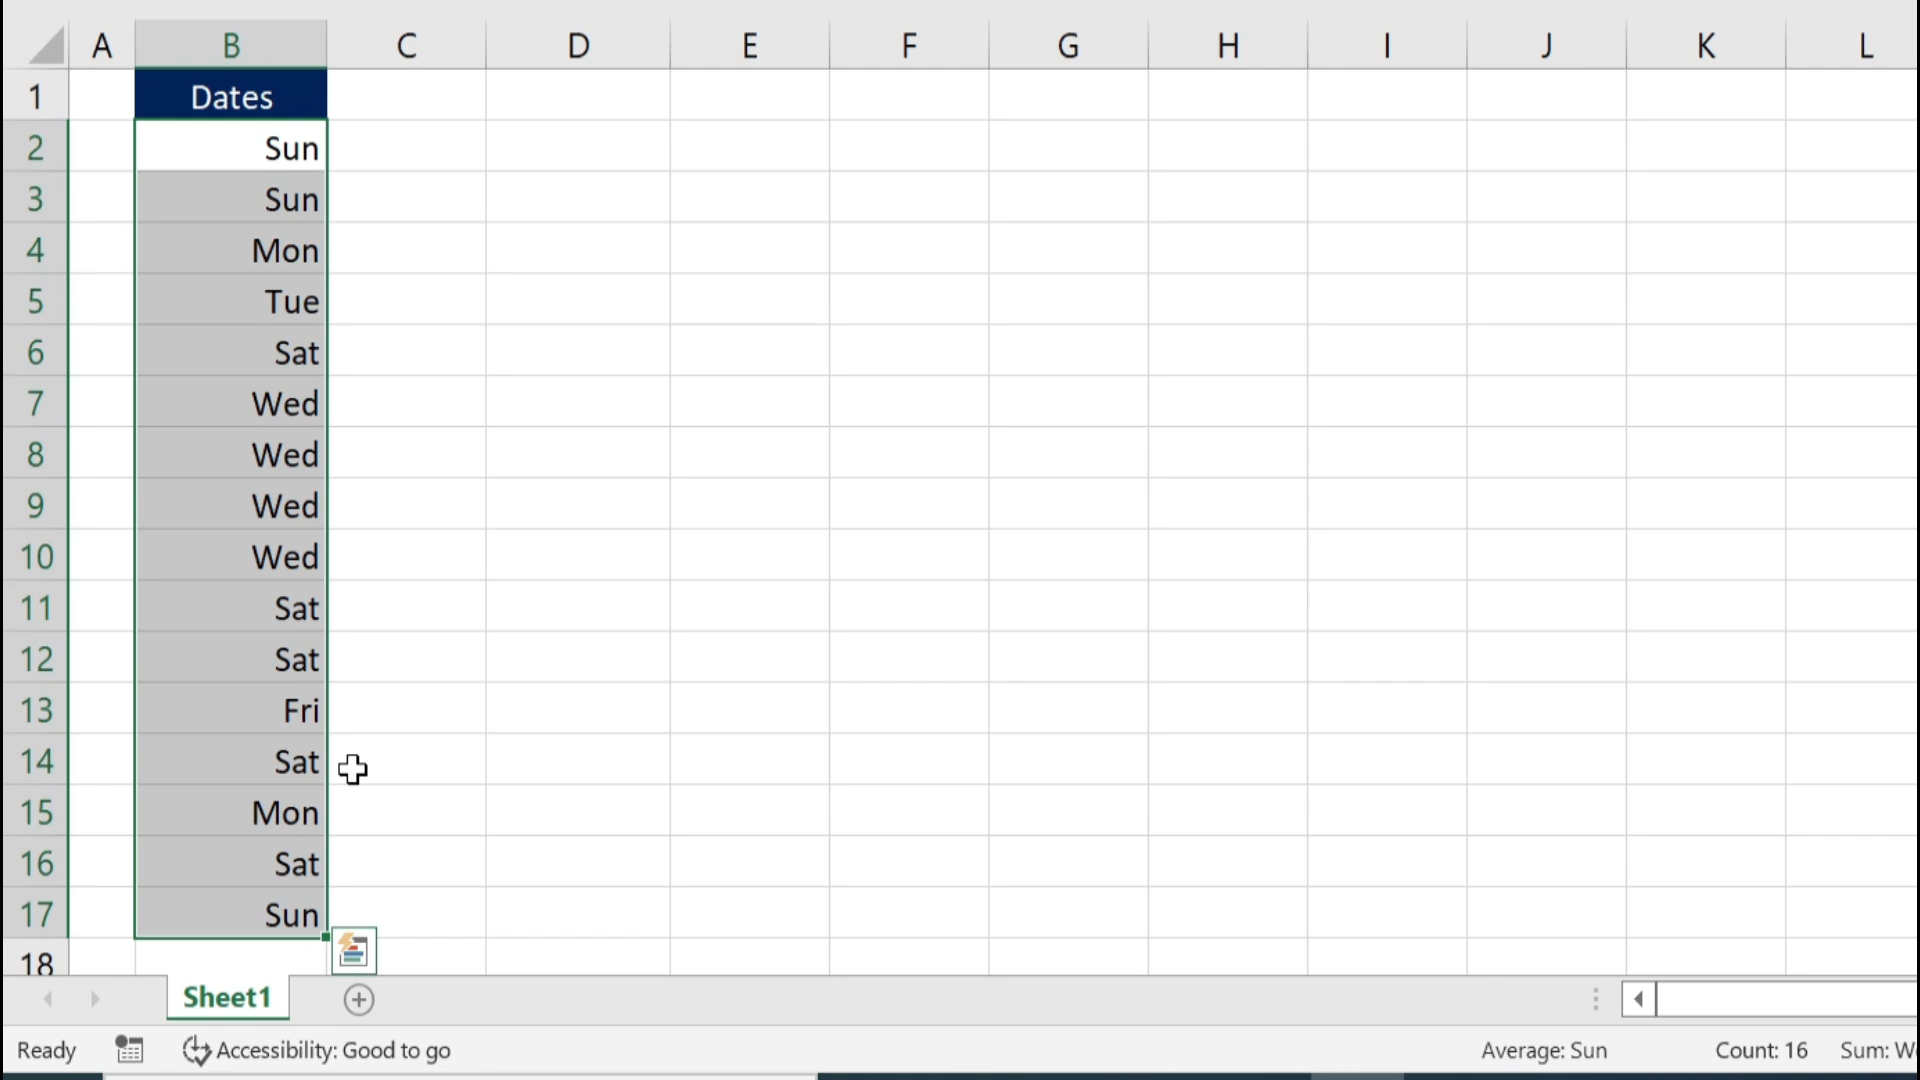 A B C D E F G H I J K L
1 Dates
2 Sun
3 Sun
4 Mon
5 Tue
6 Sat
7 Wed
8 Wed
9 Wed
10 Wed
11 Sat
12 Sat
13 Fri
14 Sat
15 Mon
16 Sat
17 Sun
18
Sheet1
Ready Accessibility: Good to go Average: Sun Count: 16 Sum: